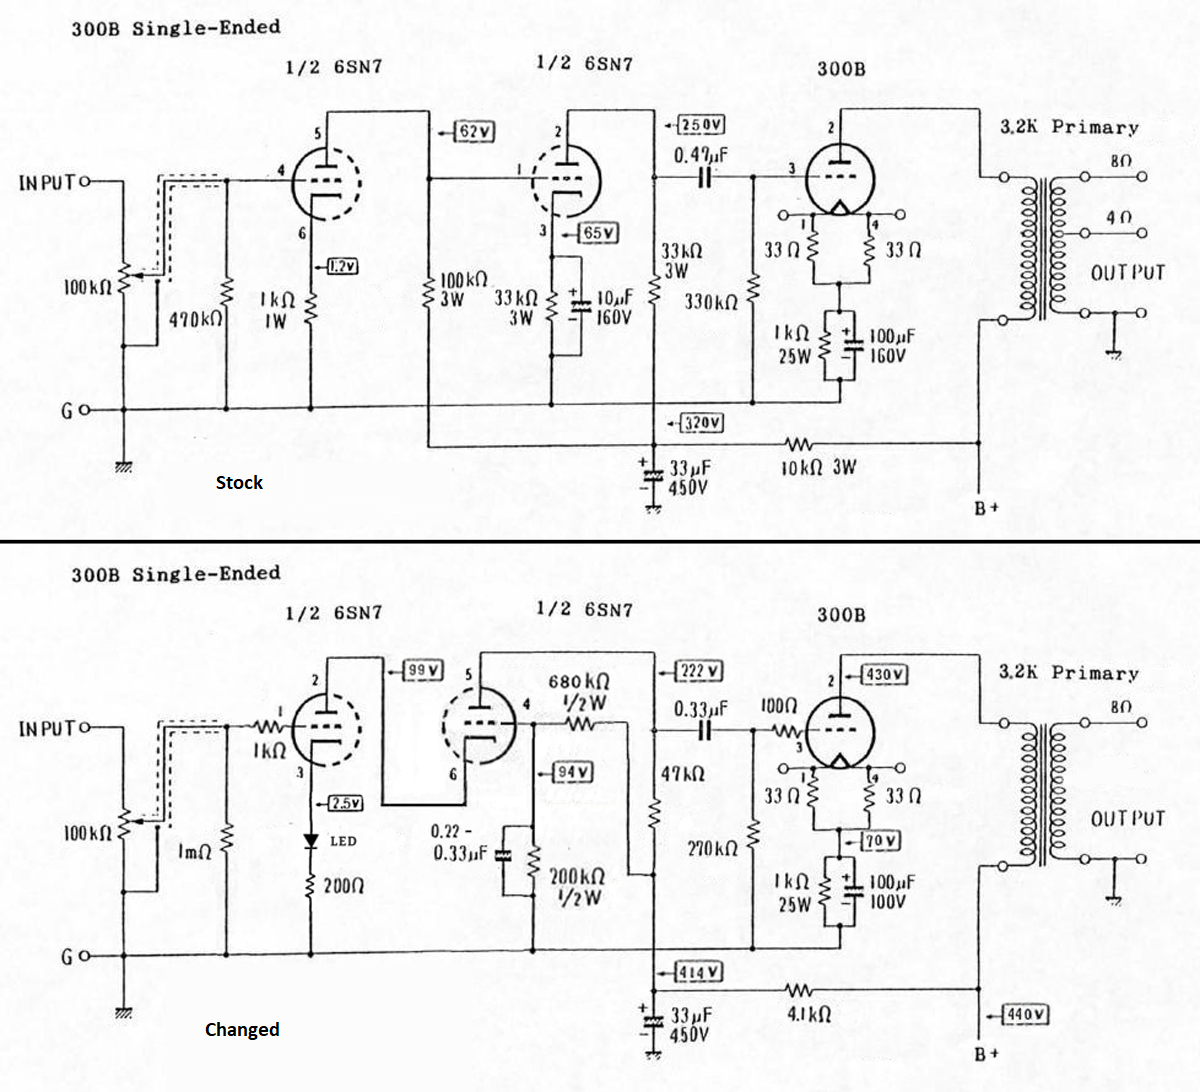 300B Single-Ended
1/2 6SN7
1/2 6SN7
300B
5
62V
2
250V
2
3.2K Primary
0.47µF
8Ω
INPUT
4
1
3
4Ω
6
3
65V
1
4
33Ω
33Ω
1.2V
33kΩ
3W
OUTPUT
100kΩ
100kΩ
3W
1kΩ
1W
470kΩ
33kΩ
3W
+
10µF
160V
−
330kΩ
1kΩ
25W
+
100µF
160V
−
G
320V
+
33µF
450V
−
10kΩ 3W
Stock
B+
300B Single-Ended
1/2 6SN7
1/2 6SN7
300B
2
99V
5
222V
2
430V
3.2K Primary
680kΩ
1/2W
0.33µF
100Ω
8Ω
INPUT
1
1kΩ
4
3
3
6
94V
47kΩ
1
4
33Ω
33Ω
2.5V
OUTPUT
100kΩ
1mΩ
LED
0.22 -
0.33µF
270kΩ
70V
200Ω
200kΩ
1/2W
1kΩ
25W
+
100µF
100V
−
G
414V
+
33µF
450V
−
4.1kΩ
440V
Changed
B+